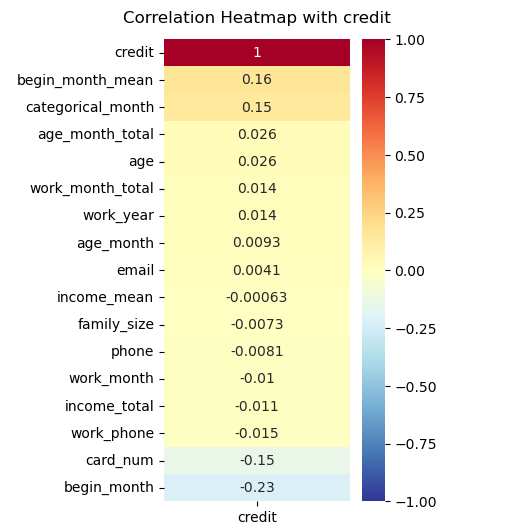 Correlation Heatmap with credit
credit 1
begin_month_mean 0.16
categorical_month 0.15
age_month_total 0.026
age 0.026
work_month_total 0.014
work_year 0.014
age_month 0.0093
email 0.0041
income_mean -0.00063
family_size -0.0073
phone -0.0081
work_month -0.01
income_total -0.011
work_phone -0.015
card_num -0.15
begin_month -0.23
credit
1.00
0.75
0.50
0.25
0.00
−0.25
−0.50
−0.75
−1.00